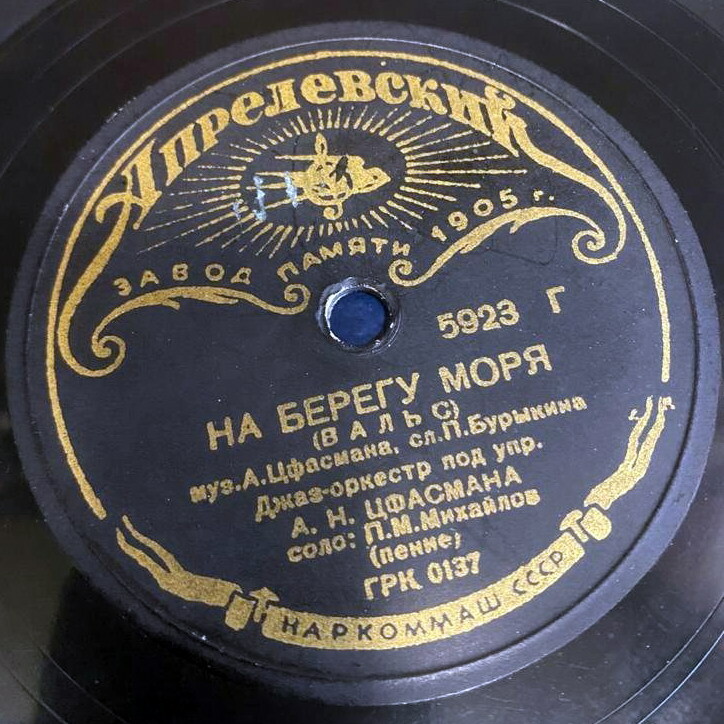 Апрелевский
ЗАВОД ПАМЯТИ 1905 г.
5923 Г
НА БЕРЕГУ МОРЯ
(ВАЛЬС)
муз.А.Цфасмана, сл.П.Бурыкина
Джаз-оркестр под упр.
А. Н. ЦФАСМАНА
соло: П.М.Михайлов
(пение)
ГРК 0137
НАРКОММАШ СССР